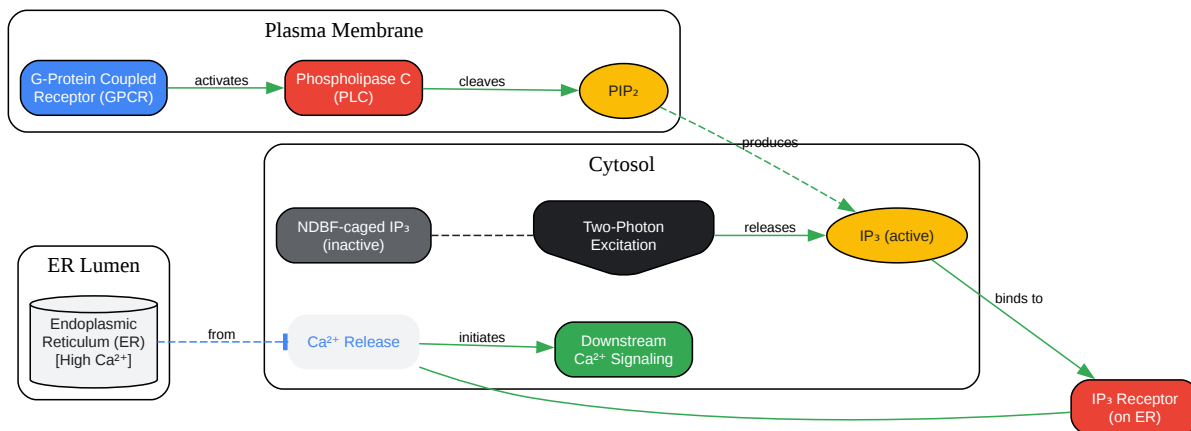 Plasma Membrane
G-Protein Coupled
Receptor (GPCR)
activates
Phospholipase C
(PLC)
cleaves
PIP₂
produces
Cytosol
NDBF-caged IP₃
(inactive)
Two-Photon
Excitation
releases
IP₃ (active)
ER Lumen
Endoplasmic
Reticulum (ER)
[High Ca²⁺]
from
Ca²⁺ Release
initiates
Downstream
Ca²⁺ Signaling
binds to
IP₃ Receptor
(on ER)